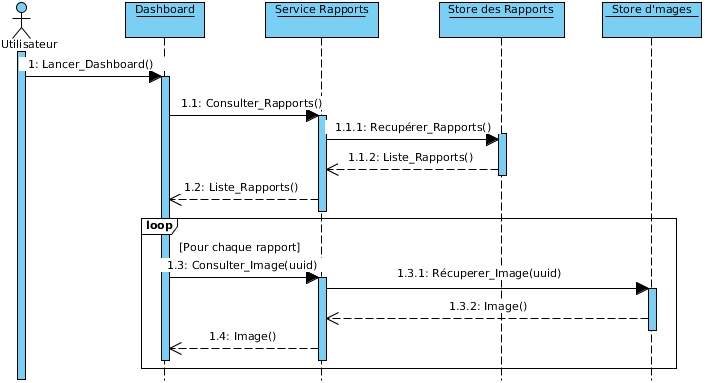 Dashboard
Service Rapports
Store des Rapports
Store d'mages
Utilisateur
1: Lancer_Dashboard()
1.1: Consulter_Rapports()
1.1.1: Recupérer_Rapports()
1.1.2: Liste_Rapports()
1.2: Liste_Rapports()
loop
[Pour chaque rapport]
1.3: Consulter_Image(uuid)
1.3.1: Récuperer_Image(uuid)
1.3.2: Image()
1.4: Image()